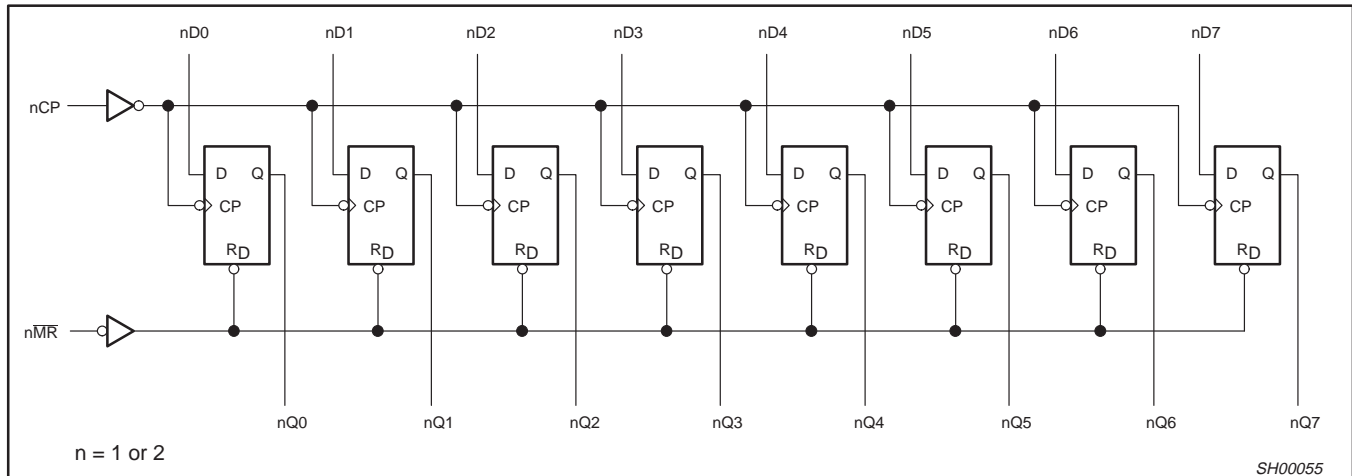 nD0 nD1 nD2 nD3 nD4 nD5 nD6 nD7
nCP
D Q D Q D Q D Q D Q D Q D Q D Q
CP CP CP CP CP CP CP CP
RD RD RD RD RD RD RD RD
nM̅R̅
nQ0 nQ1 nQ2 nQ3 nQ4 nQ5 nQ6 nQ7
n = 1 or 2
SH00055